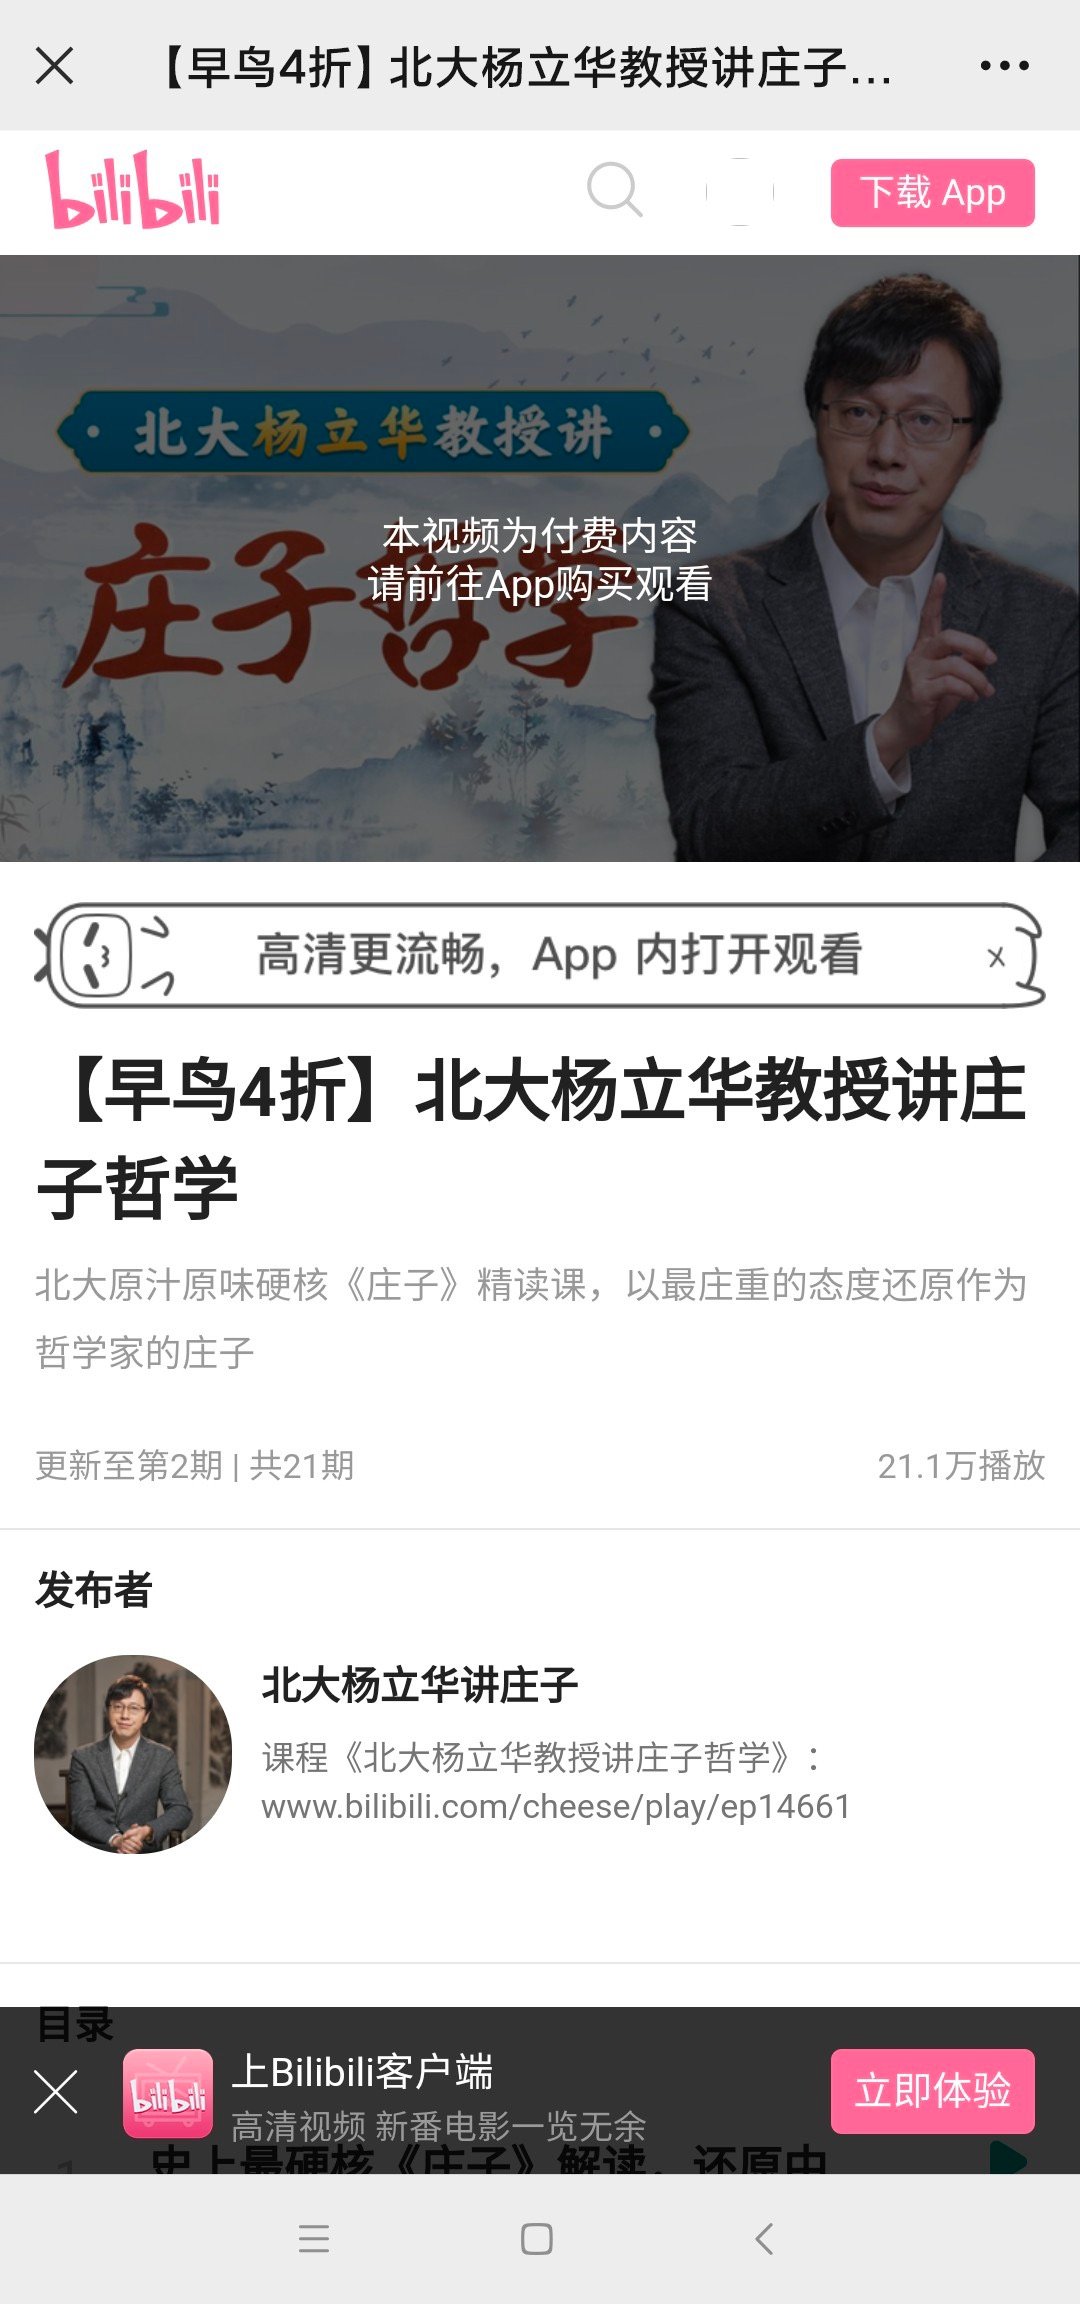 【早鸟4折】北大杨立华教授讲庄子...
bilibili
下载 App
·北大杨立华教授讲·
庄子哲学
本视频为付费内容
请前往App购买观看
高清更流畅，App 内打开观看
【早鸟4折】北大杨立华教授讲庄
子哲学
北大原汁原味硬核《庄子》精读课，以最庄重的态度还原作为
哲学家的庄子
更新至第2期 | 共21期
21.1万播放
发布者
北大杨立华讲庄子
课程《北大杨立华教授讲庄子哲学》：
www.bilibili.com/cheese/play/ep14661
目录
上Bilibili客户端
bilibili
高清视频 新番电影一览无余
立即体验
1
史上最硬核《庄子》解读，还原中